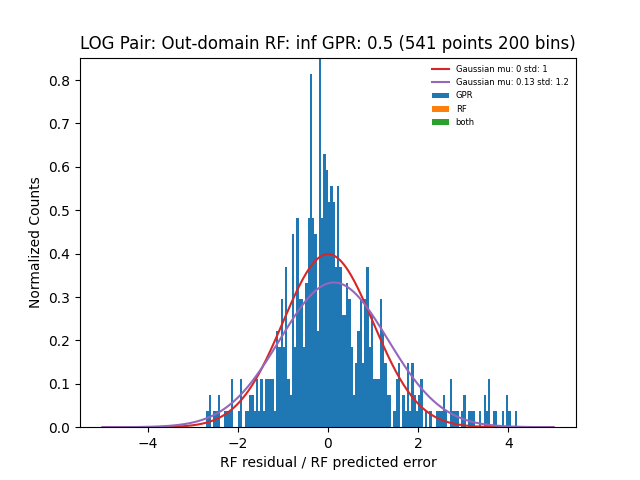 LOG Pair: Out-domain RF: inf GPR: 0.5 (541 points 200 bins)
Gaussian mu: 0 std: 1
Gaussian mu: 0.13 std: 1.2
GPR
RF
both
Normalized Counts
0.8
0.7
0.6
0.5
0.4
0.3
0.2
0.1
0.0
−4 −2 0 2 4
RF residual / RF predicted error